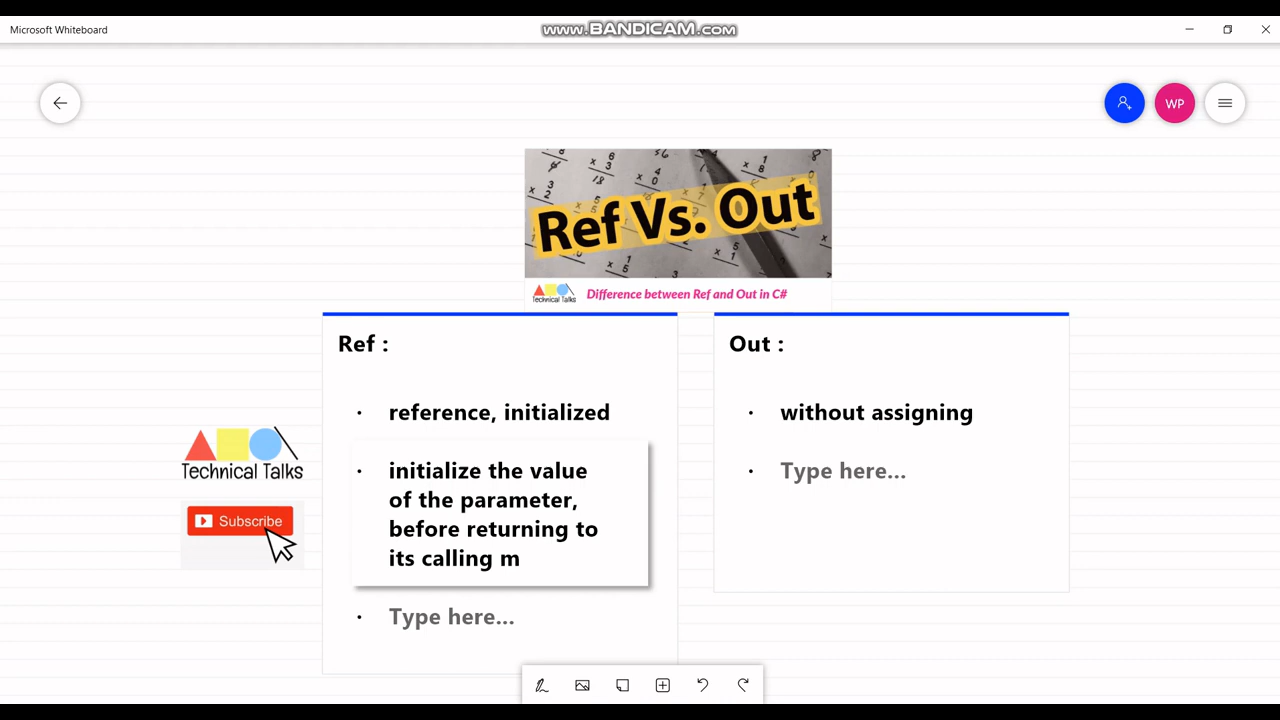 Microsoft Whiteboard
www.BANDICAM.com
WP
Ref Vs. Out
Technical Talks
Difference between Ref and Out in C#
Ref :
· reference, initialized
· initialize the value
of the parameter,
before returning to
its calling m
· Type here...
Out :
· without assigning
· Type here...
Technical Talks
Subscribe